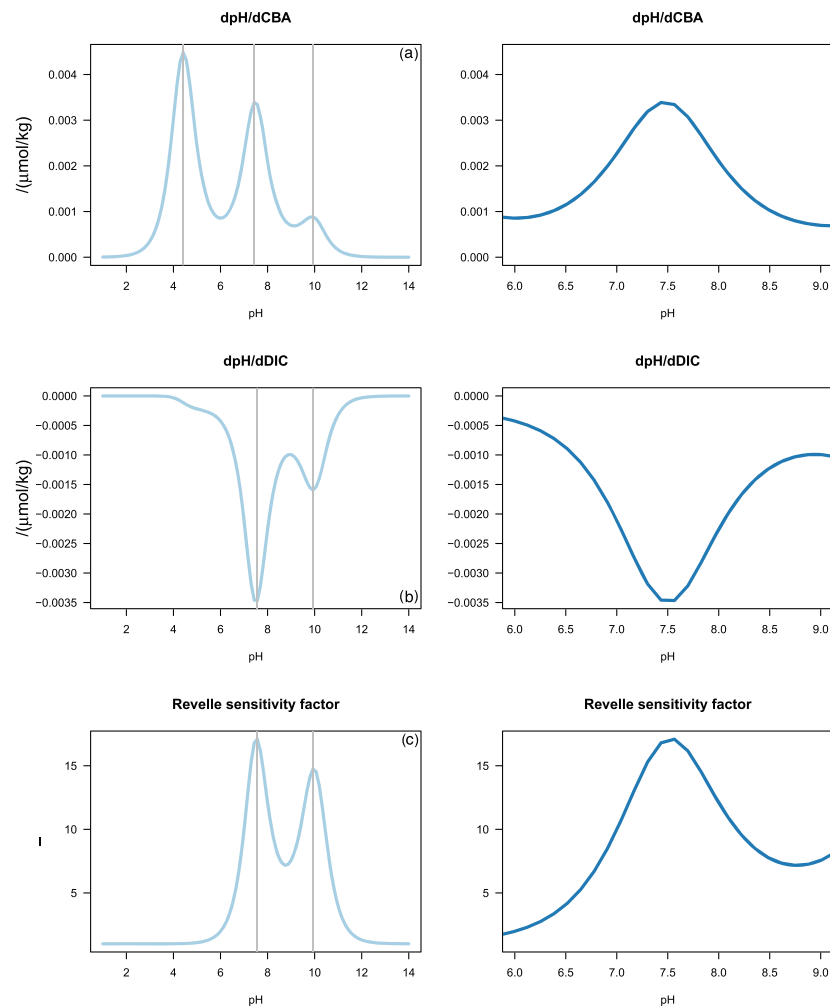 dpH/dCBA
dpH/dCBA
(a)
/(μmol/kg)
0.004
0.003
0.002
0.001
0.000
2 4 6 8 10 12 14
pH
0.004
0.003
0.002
0.001
0.000
6.0 6.5 7.0 7.5 8.0 8.5 9.0
pH
dpH/dDIC
dpH/dDIC
/(μmol/kg)
0.0000
−0.0005
−0.0010
−0.0015
−0.0020
−0.0025
−0.0030
−0.0035
(b)
2 4 6 8 10 12 14
pH
0.0000
−0.0005
−0.0010
−0.0015
−0.0020
−0.0025
−0.0030
−0.0035
6.0 6.5 7.0 7.5 8.0 8.5 9.0
pH
Revelle sensitivity factor
Revelle sensitivity factor
(c)
15
10
5
2 4 6 8 10 12 14
pH
15
10
5
6.0 6.5 7.0 7.5 8.0 8.5 9.0
pH